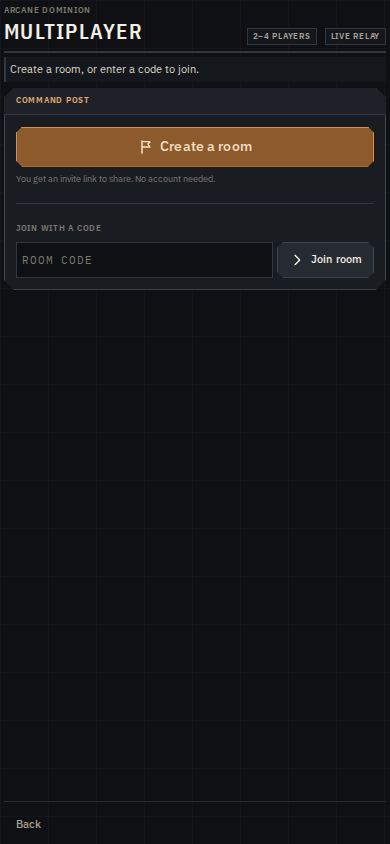 ARCANE DOMINION
MULTIPLAYER
2–4 PLAYERS
LIVE RELAY
Create a room, or enter a code to join.
COMMAND POST
Create a room
You get an invite link to share. No account needed.
JOIN WITH A CODE
ROOM CODE
Join room
Back